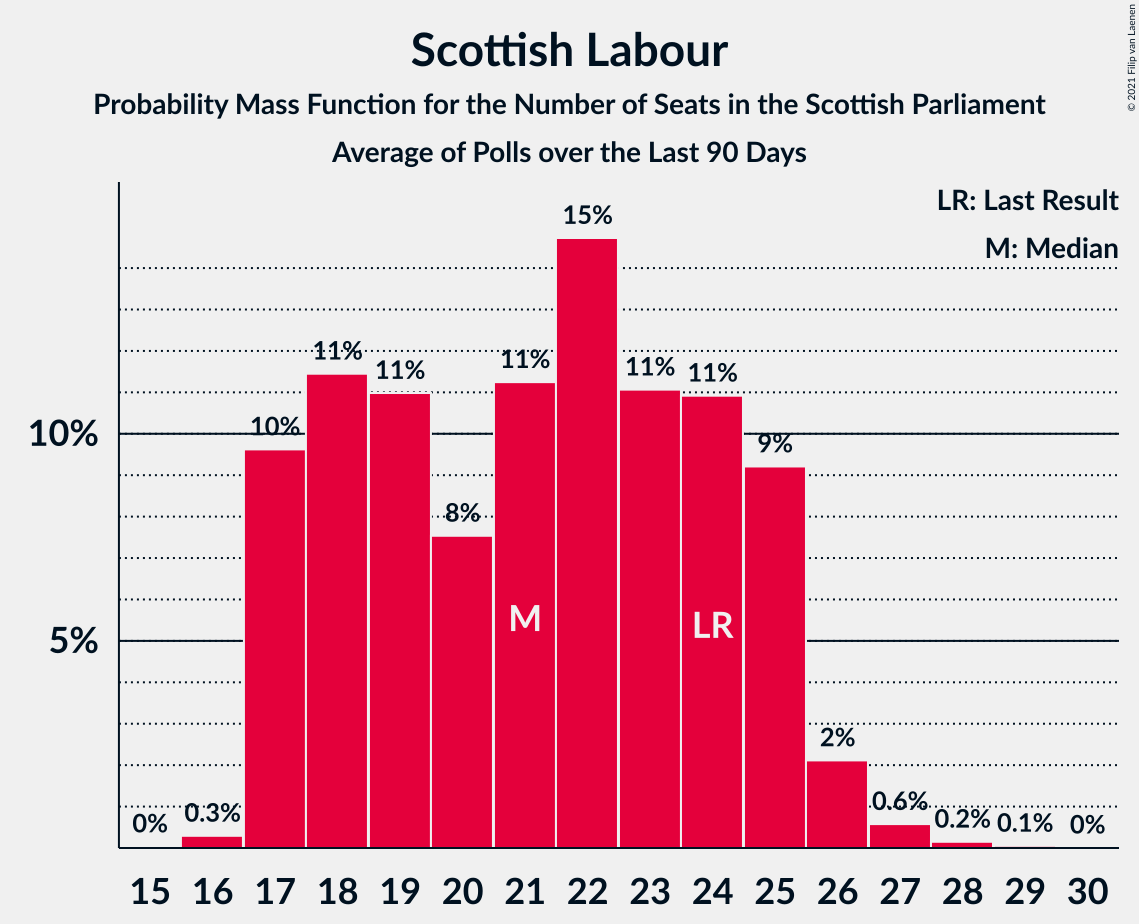 Scottish Labour
Probability Mass Function for the Number of Seats in the Scottish Parliament
Average of Polls over the Last 90 Days
© 2021 Filip van Laenen
LR: Last Result
M: Median
10%
5%
0%
0.3%
10%
11%
11%
8%
11%
15%
11%
11%
9%
2%
0.6%
0.2%
0.1%
0%
M
LR
15 16 17 18 19 20 21 22 23 24 25 26 27 28 29 30